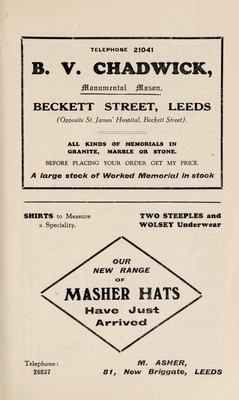 TELEPHONE 21041
B. V. CHADWICK,
Monumental Mason,
BECKETT STREET, LEEDS
(Opposite St. James' Hospital, Beckett Street).
ALL KINDS OF MEMORIALS IN
GRANITE, MARBLE OR STONE.
BEFORE PLACING YOUR ORDER GET MY PRICE.
A large stock of Worked Memorial in stock
SHIRTS to Measure
a Speciality.
TWO STEEPLES and
WOLSEY Underwear
OUR
NEW RANGE
OF
MASHER HATS
Have Just
Arrived
Telephone:
26837
M. ASHER,
81, New Briggate, LEEDS